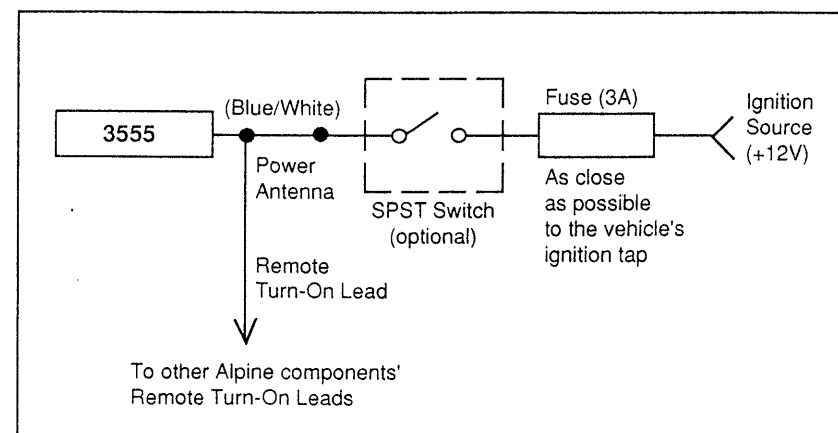 3555
(Blue/White)
Power
Antenna
Remote
Turn-On Lead
To other Alpine components'
Remote Turn-On Leads
SPST Switch
(optional)
Fuse (3A)
As close
as possible
to the vehicle's
ignition tap
Ignition
Source
(+12V)